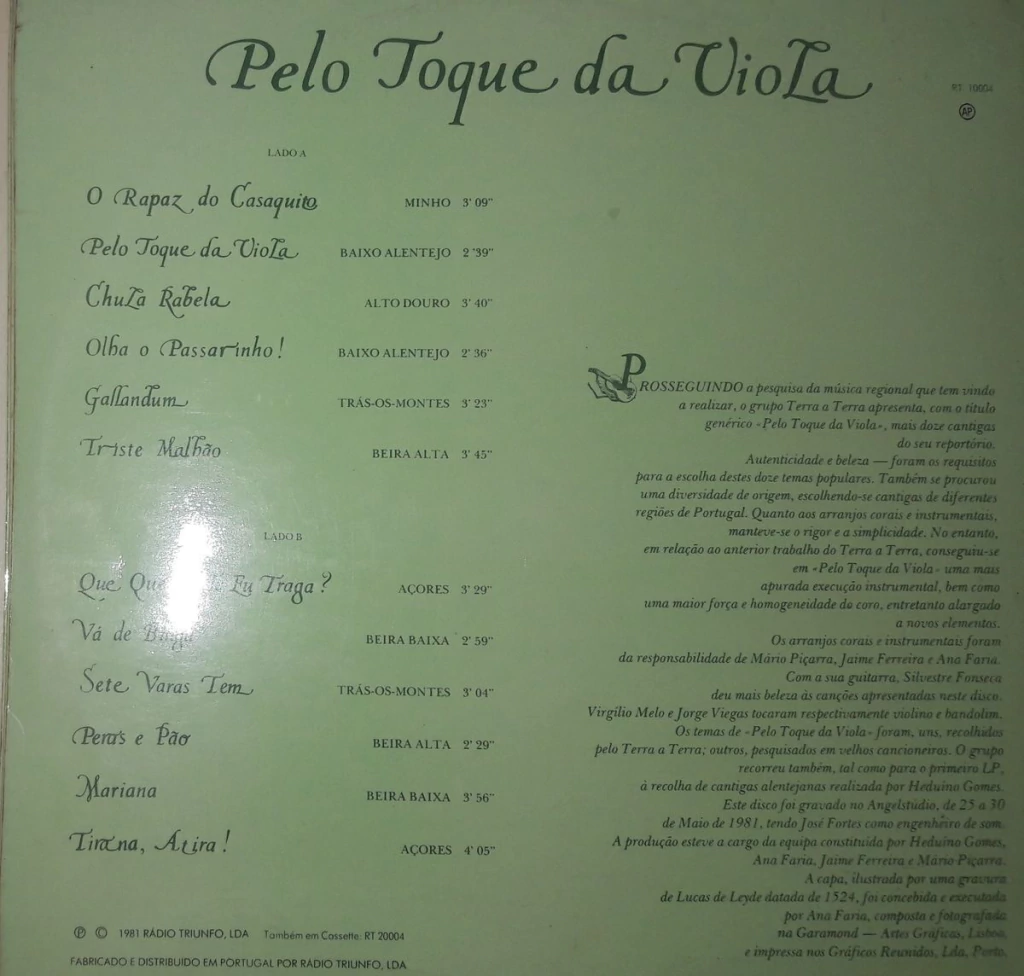 Pelo Toque da Viola
RT 10004
AP
LADO A
O Rapaz do Casaquito MINHO 3' 09"
Pelo Toque da Viola BAIXO ALENTEJO 2 '39"
Chula Rabela ALTO DOURO 3' 40"
Olha o Passarinho! BAIXO ALENTEJO 2' 36"
Gallandum TRÁS-OS-MONTES 3' 23"
Triste Malhão BEIRA ALTA 3' 45"
LADO B
Que Eu Traga? AÇORES 3' 29"
Vá de BEIRA BAIXA 2' 59"
Sete Varas Tem TRÁS-OS-MONTES 3' 04"
Peras e Pão BEIRA ALTA 2' 29"
Mariana BEIRA BAIXA 3' 56"
Tirana, Atira! AÇORES 4' 05"
PROSSEGUINDO a pesquisa da música regional que tem vindo
a realizar, o grupo Terra a Terra apresenta, com o título
genérico «Pelo Toque da Viola», mais doze cantigas
do seu reportório.
Autenticidade e beleza — foram os requisitos
para a escolha destes doze temas populares. Também se procurou
uma diversidade de origem, escolhendo-se cantigas de diferentes
regiões de Portugal. Quanto aos arranjos corais e instrumentais,
manteve-se o rigor e a simplicidade. No entanto,
em relação ao anterior trabalho do Terra a Terra, conseguiu-se
em «Pelo Toque da Viola» uma mais
apurada execução instrumental, bem como
uma maior força e homogeneidade do coro, entretanto alargado
a novos elementos.
Os arranjos corais e instrumentais foram
da responsabilidade de Mário Piçarra, Jaime Ferreira e Ana Faria.
Com a sua guitarra, Silvestre Fonseca
deu mais beleza às canções apresentadas neste disco.
Virgílio Melo e Jorge Viegas tocaram respectivamente violino e bandolim.
Os temas de «Pelo Toque da Viola» foram, uns, recolhidos
pelo Terra a Terra; outros, pesquisados em velhos cancioneiros. O grupo
recorreu também, tal como para o primeiro LP,
à recolha de cantigas alentejanas realizada por Heduíno Gomes.
Este disco foi gravado no Angelstúdio, de 25 a 30
de Maio de 1981, tendo José Fortes como engenheiro de som.
A produção esteve a cargo da equipa constituída por Heduíno Gomes,
Ana Faria, Jaime Ferreira e Mário Piçarra.
A capa, ilustrada por uma gravura
de Lucas de Leyde datada de 1524, foi concebida e executada
por Ana Faria, composta e fotografada
na Garamond — Artes Gráficas, Lisboa,
e impressa nos Gráficos Reunidos, Lda, Porto.
Ⓟ © 1981 RÁDIO TRIUNFO, LDA Também em Cassette: RT 20004
FABRICADO E DISTRIBUIDO EM PORTUGAL POR RÁDIO TRIUNFO, LDA